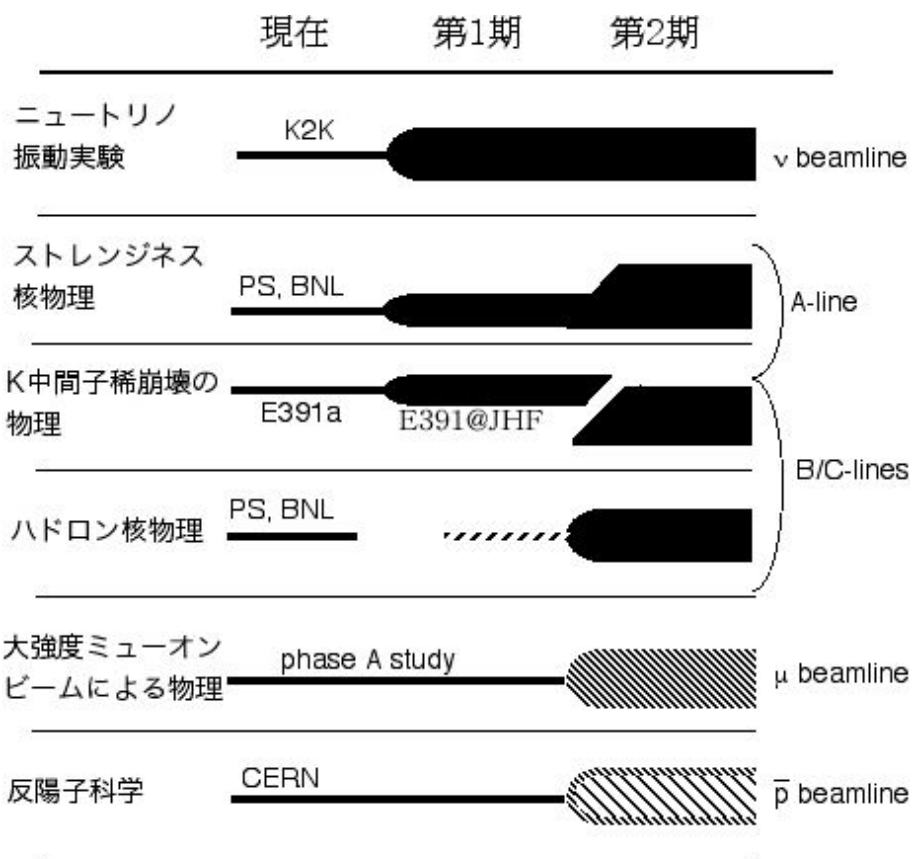 現在 第1期 第2期
ニュートリノ
振動実験
K2K
ν beamline
ストレンジネス
核物理
PS, BNL
A-line
K中間子稀崩壊の
物理
E391a
E391@JHF
B/C-lines
ハドロン核物理
PS, BNL
大強度ミューオン
ビームによる物理
phase A study
μ beamline
反陽子科学
CERN
p̅ beamline